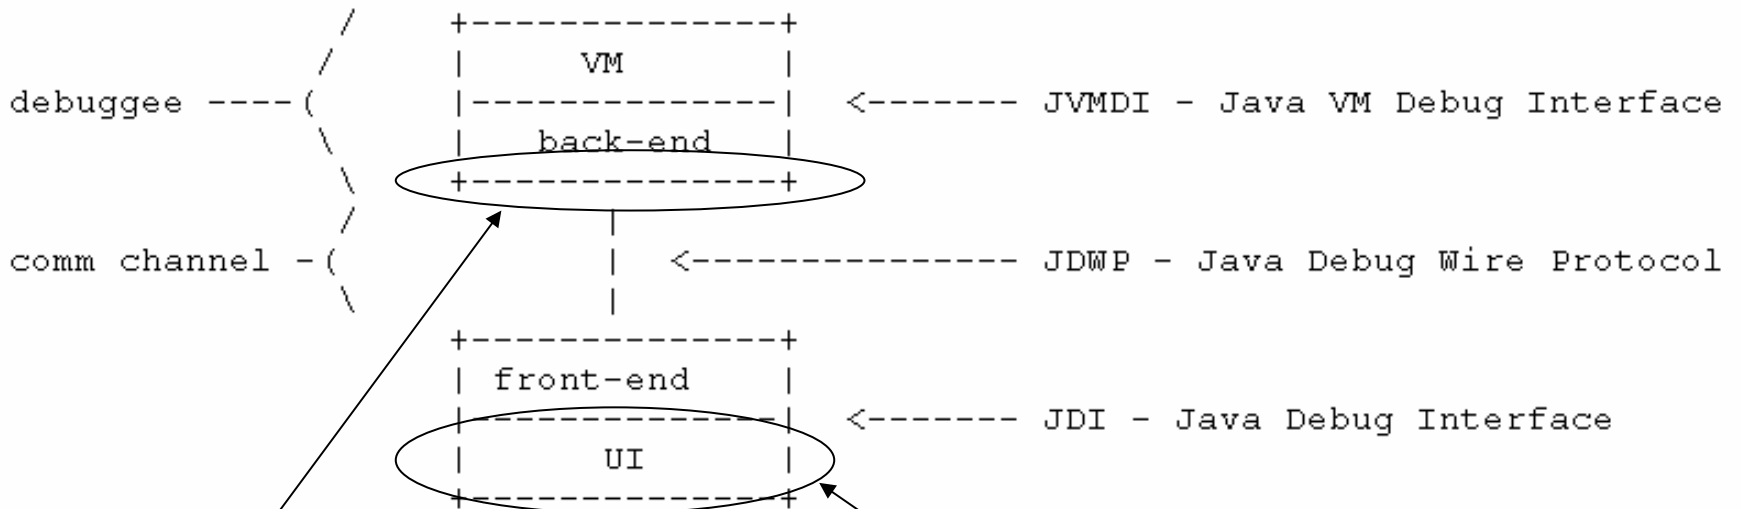 VM
debuggee ----( <------- JVMDI - Java VM Debug Interface
back-end
comm channel -( <--------------- JDWP - Java Debug Wire Protocol
front-end
<------- JDI - Java Debug Interface
UI